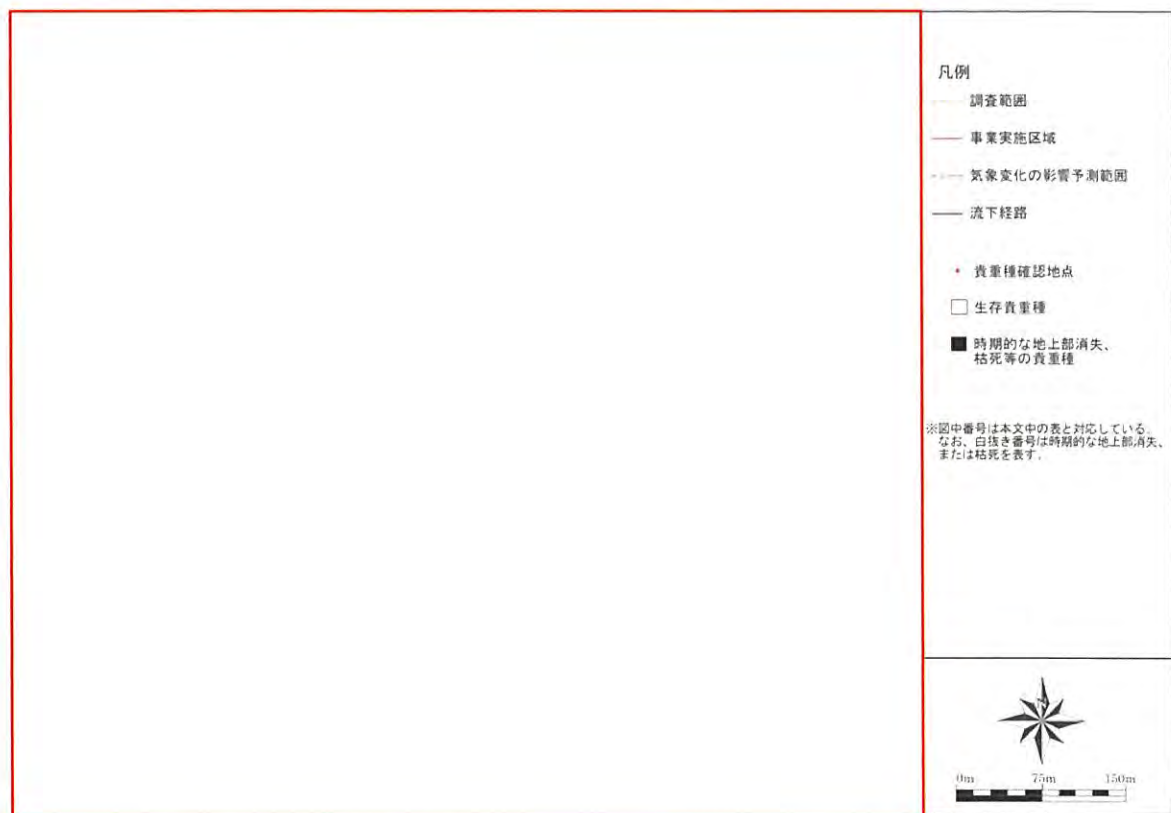 凡例
調査範囲
事業実施区域
気象変化の影響予測範囲
流下経路
貴重種確認地点
生存貴重種
時期的な地上部消失、
枯死等の貴重種
※図中番号は本文中の表と対応している。
なお、白抜き番号は時期的な地上部消失、
または枯死を表す。
N
0m 75m 150m